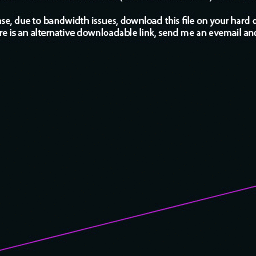 se, due to bandwidth issues, download this file on your hard
re is an alternative downloadable link, send me an evemail and